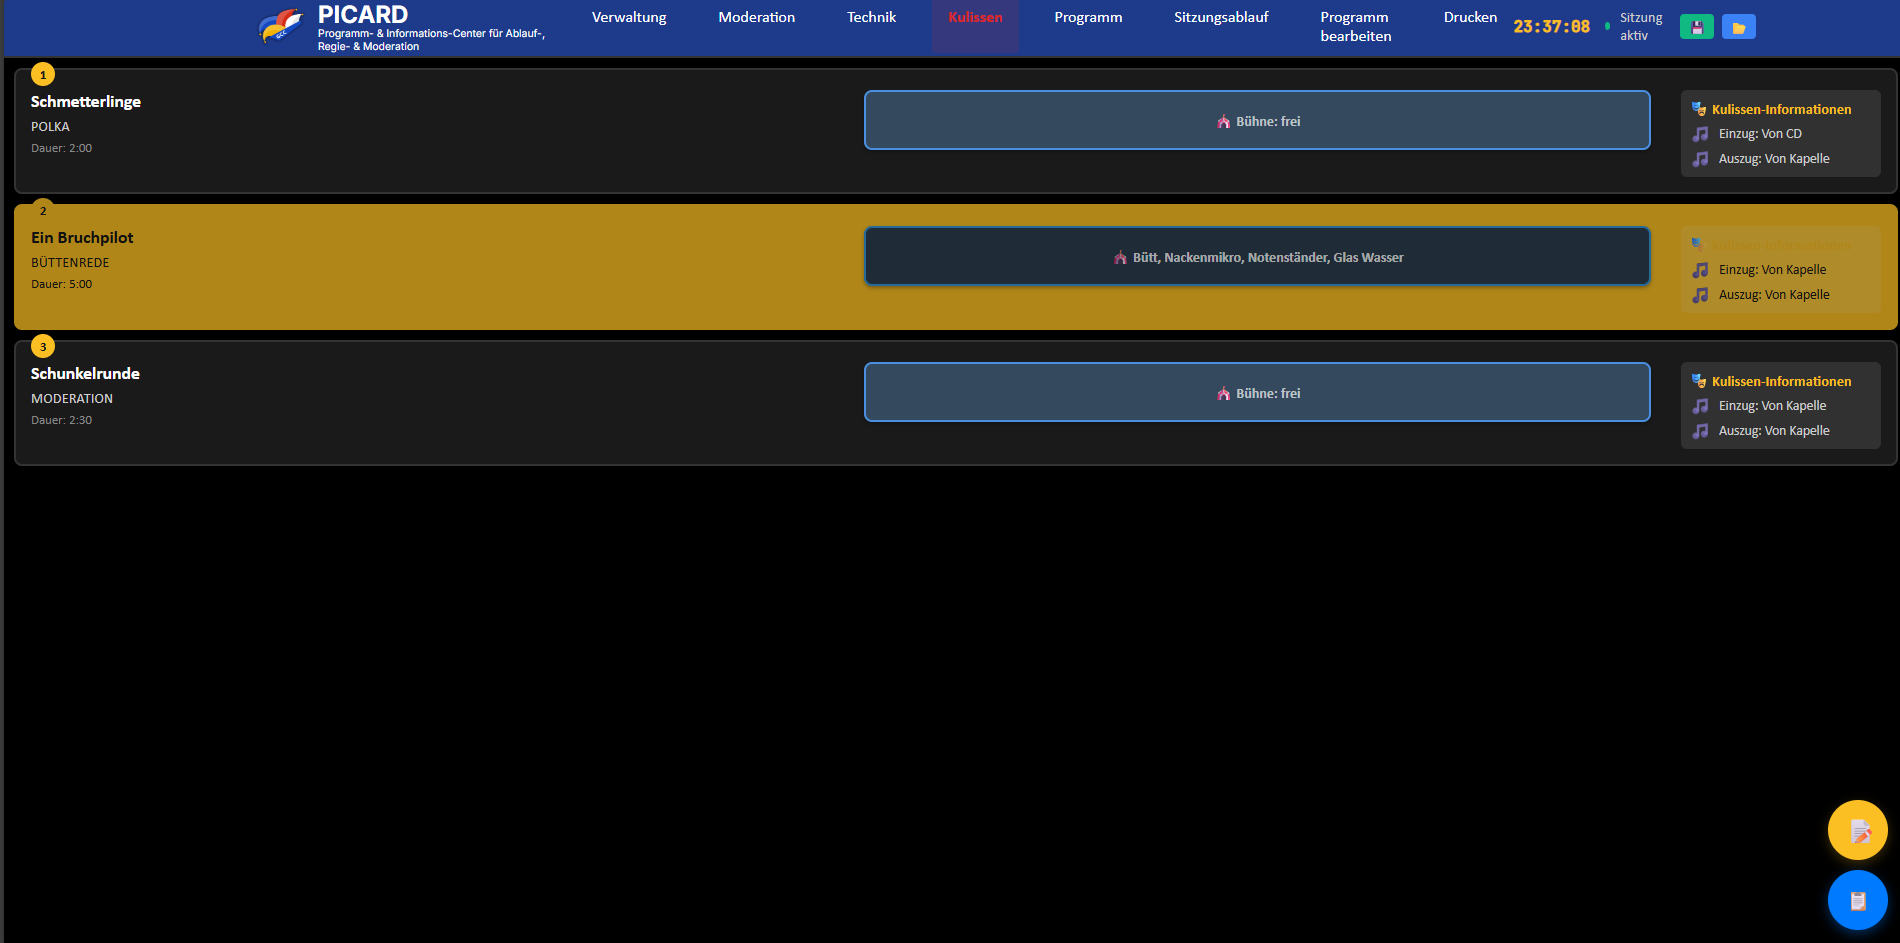 PICARD
Programm- & Informations-Center für Ablauf-,
Regie- & Moderation
Verwaltung
Moderation
Technik
Kulissen
Programm
Sitzungsablauf
Programm
bearbeiten
Drucken
23:37:08
Sitzung
aktiv
1
Schmetterlinge
POLKA
Dauer: 2:00
Bühne: frei
Kulissen-Informationen
Einzug: Von CD
Auszug: Von Kapelle
2
Ein Bruchpilot
BÜTTENREDE
Dauer: 5:00
Bütt, Nackenmikro, Notenständer, Glas Wasser
Kulissen-Informationen
Einzug: Von Kapelle
Auszug: Von Kapelle
3
Schunkelrunde
MODERATION
Dauer: 2:30
Bühne: frei
Kulissen-Informationen
Einzug: Von Kapelle
Auszug: Von Kapelle